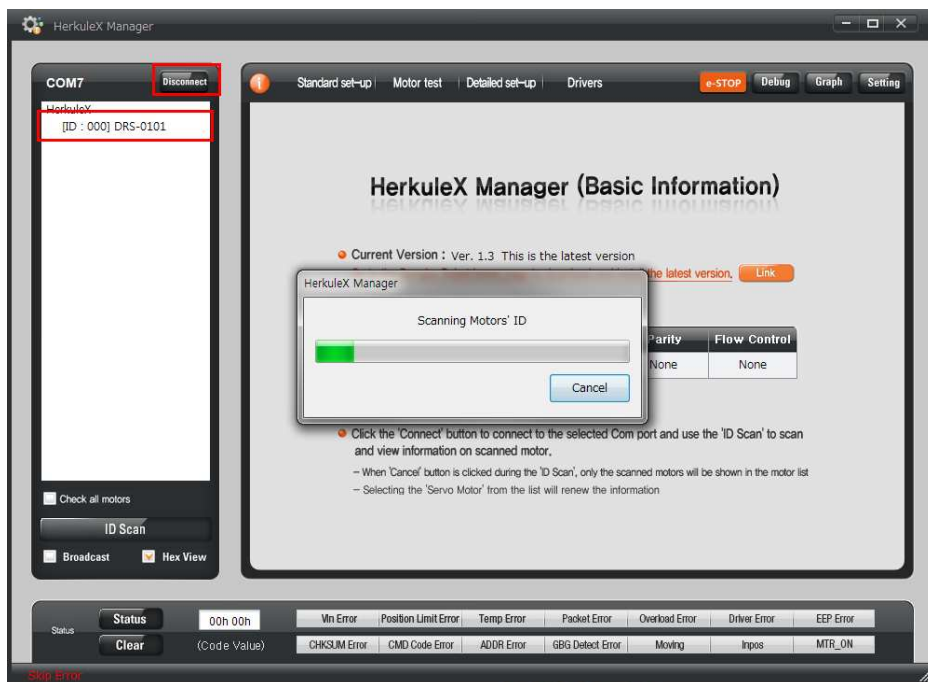 HerkuleX Manager
COM7
Disconnect
HerkuleX
[ID : 000] DRS-0101
Check all motors
ID Scan
Broadcast
Hex View
Standard set-up
Motor test
Detailed set-up
Drivers
e-STOP
Debug
Graph
Setting
HerkuleX Manager (Basic Information)
Current Version : Ver. 1.3 This is the latest version
the latest version, Link
HerkuleX Manager
Scanning Motors' ID
Cancel
Parity Flow Control
None None
Click the 'Connect' button to connect to the selected Com port and use the 'ID Scan' to scan
and view information on scanned motor,
- When 'Cancel' button is clicked during the 'ID Scan', only the scanned motors will be shown in the motor list
- Selecting the 'Servo Motor' from the list will renew the information
Status
Status
00h 00h
Clear
(Code Value)
Vin Error Position Limit Error Temp Error Packet Error Overload Error Driver Error EEP Error
CHKSUM Error CMD Code Error ADDR Error GBG Detect Error Moving Inpos MTR_ON
Skip Error